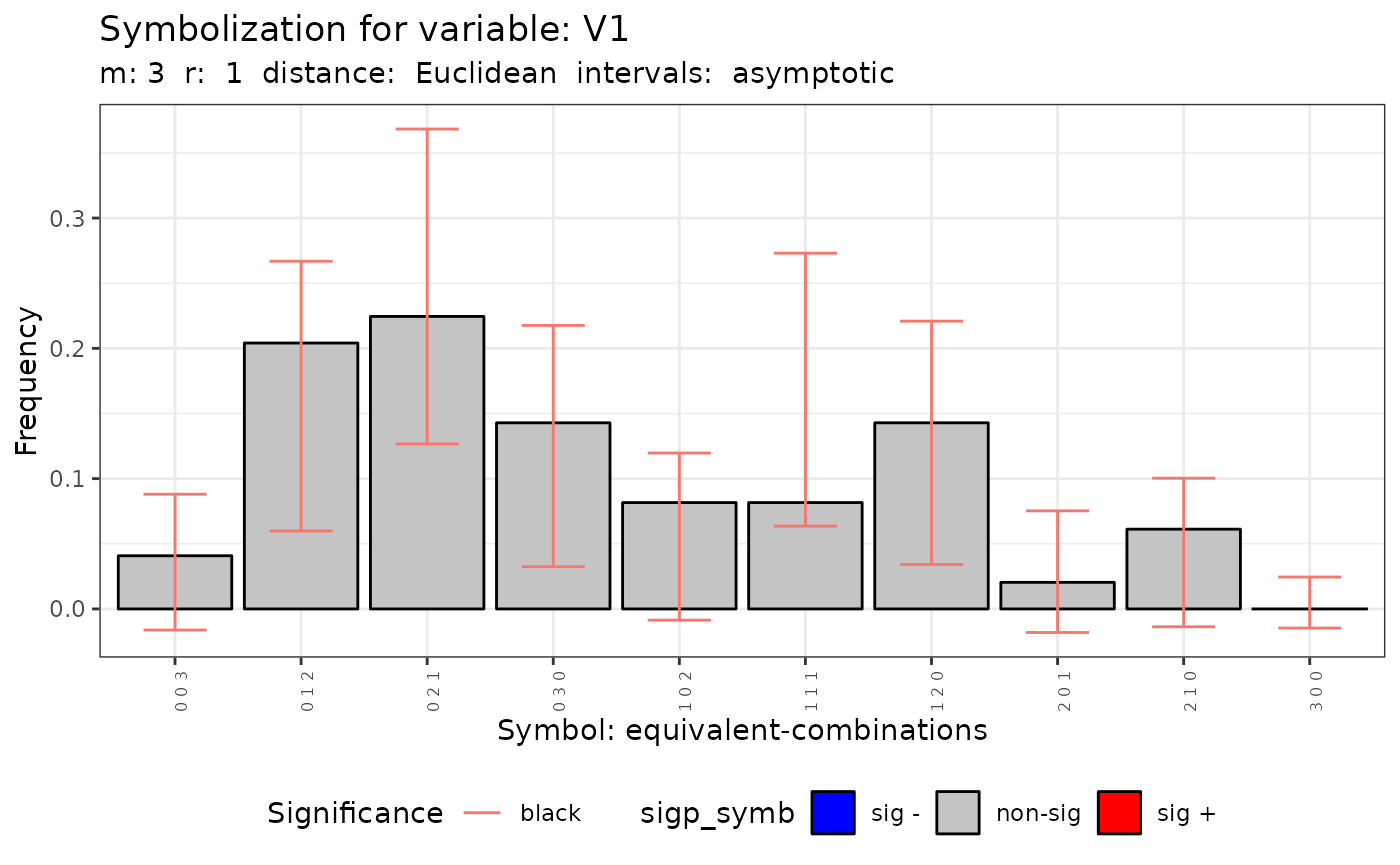 Symbolization for variable: V1
m: 3 r: 1 distance: Euclidean intervals: asymptotic
Frequency
0.3
0.2
0.1
0.0
0 0 3
0 1 2
0 2 1
0 3 0
1 0 2
1 1 1
1 2 0
2 0 1
2 1 0
3 0 0
Symbol: equivalent-combinations
Significance black sigp_symb sig - non-sig sig +